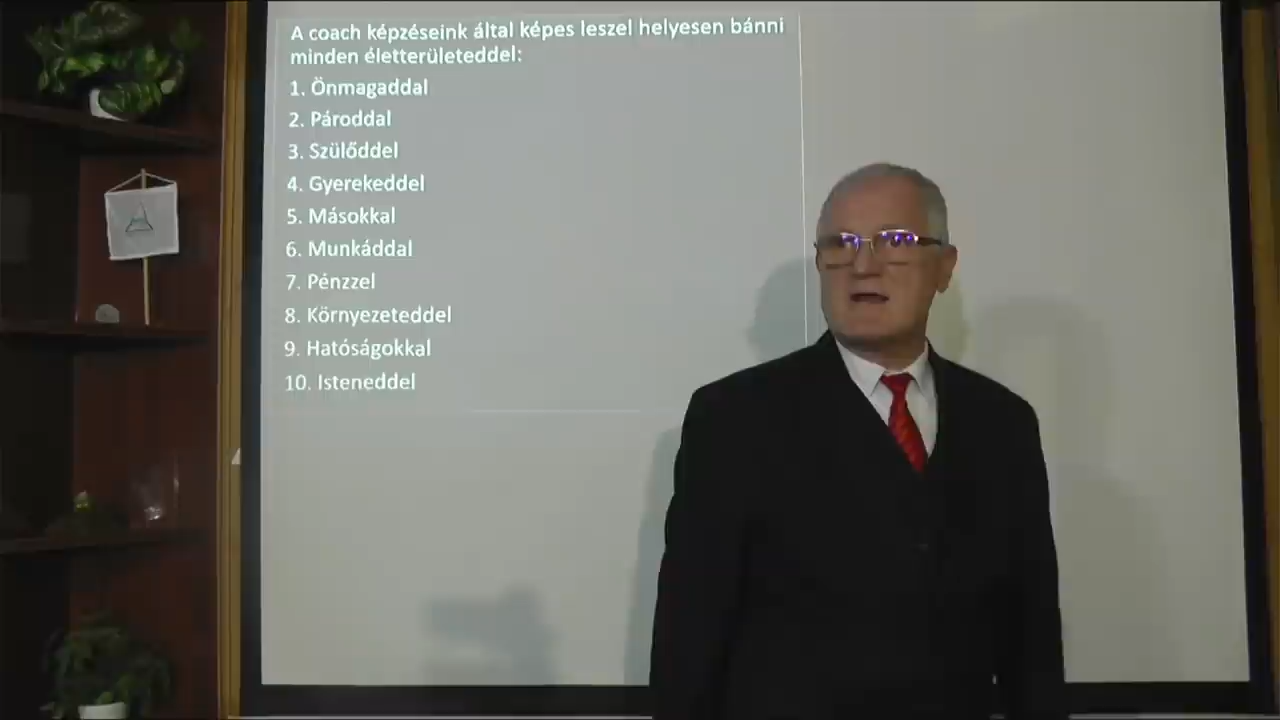 A coach képzéseink által képes leszel helyesen bánni
minden életterületeddel:
1. Önmagaddal
2. Pároddal
3. Szülőddel
4. Gyerekeddel
5. Másokkal
6. Munkáddal
7. Pénzzel
8. Környezeteddel
9. Hatóságokkal
10. Isteneddel